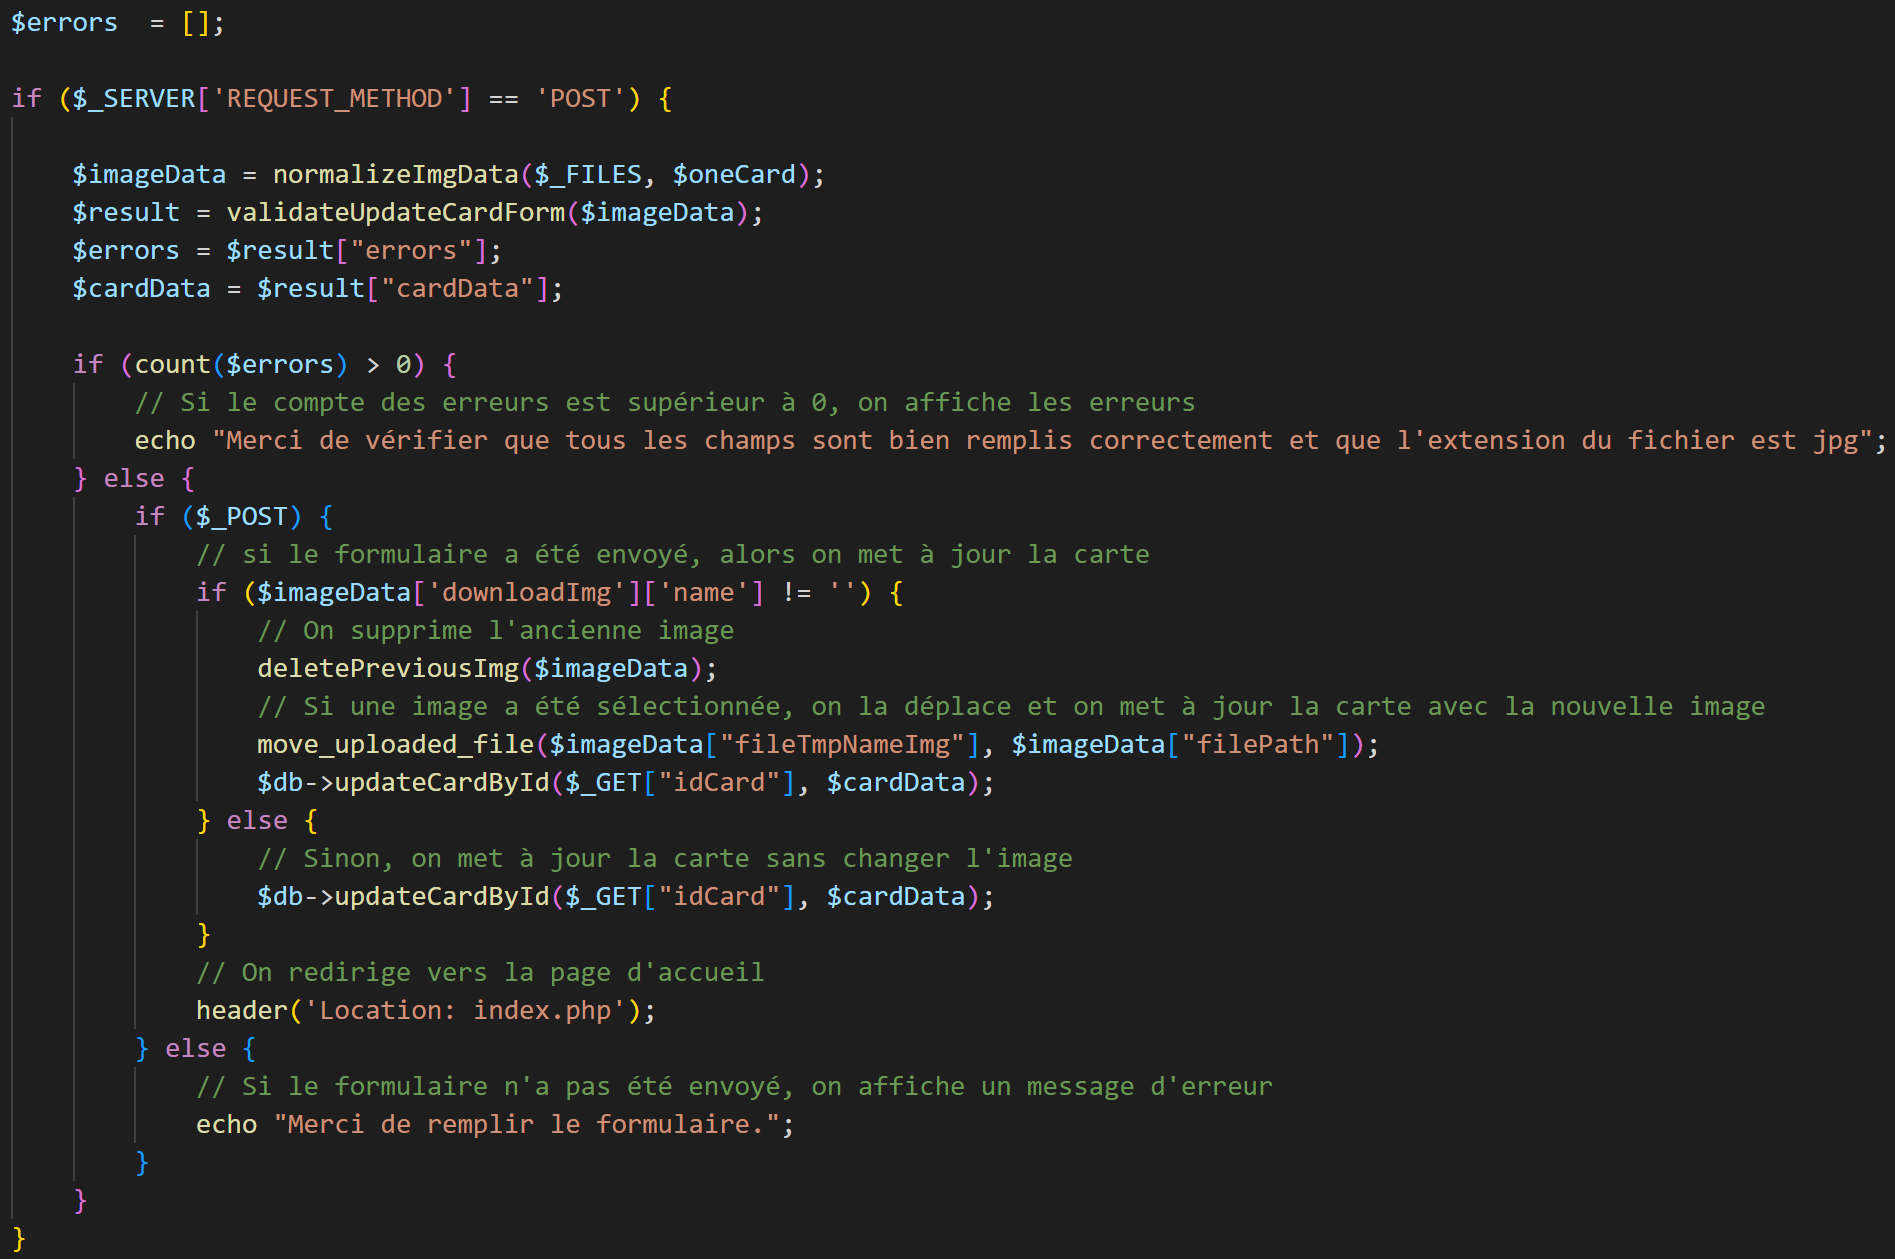 $errors  = [];
if ($_SERVER['REQUEST_METHOD'] == 'POST') {
    $imageData = normalizeImgData($_FILES, $oneCard);
    $result = validateUpdateCardForm($imageData);
    $errors = $result["errors"];
    $cardData = $result["cardData"];
    if (count($errors) > 0) {
        // Si le compte des erreurs est supérieur à 0, on affiche les erreurs
        echo "Merci de vérifier que tous les champs sont bien remplis correctement et que l'extension du fichier est jpg";
    } else {
        if ($_POST) {
            // si le formulaire a été envoyé, alors on met à jour la carte
            if ($imageData['downloadImg']['name'] != '') {
                // On supprime l'ancienne image
                deletePreviousImg($imageData);
                // Si une image a été sélectionnée, on la déplace et on met à jour la carte avec la nouvelle image
                move_uploaded_file($imageData["fileTmpNameImg"], $imageData["filePath"]);
                $db->updateCardById($_GET["idCard"], $cardData);
            } else {
                // Sinon, on met à jour la carte sans changer l'image
                $db->updateCardById($_GET["idCard"], $cardData);
            }
            // On redirige vers la page d'accueil
            header('Location: index.php');
        } else {
            // Si le formulaire n'a pas été envoyé, on affiche un message d'erreur
            echo "Merci de remplir le formulaire.";
        }
    }
}